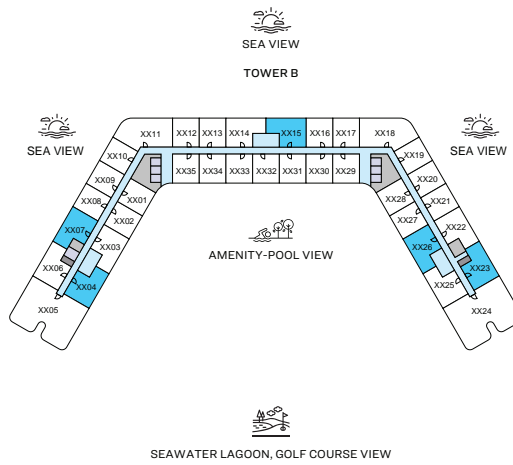 SEA VIEW
TOWER B
SEA VIEW
SEA VIEW
XX11
XX12
XX13
XX14
XX15
XX16
XX17
XX18
XX10
XX19
XX35
XX34
XX33
XX32
XX31
XX30
XX29
XX09
XX20
XX08
XX01
XX28
XX21
XX02
XX27
XX07
XX22
XX03
XX26
XX06
XX23
XX04
XX25
XX05
XX24
AMENITY-POOL VIEW
SEAWATER LAGOON, GOLF COURSE VIEW